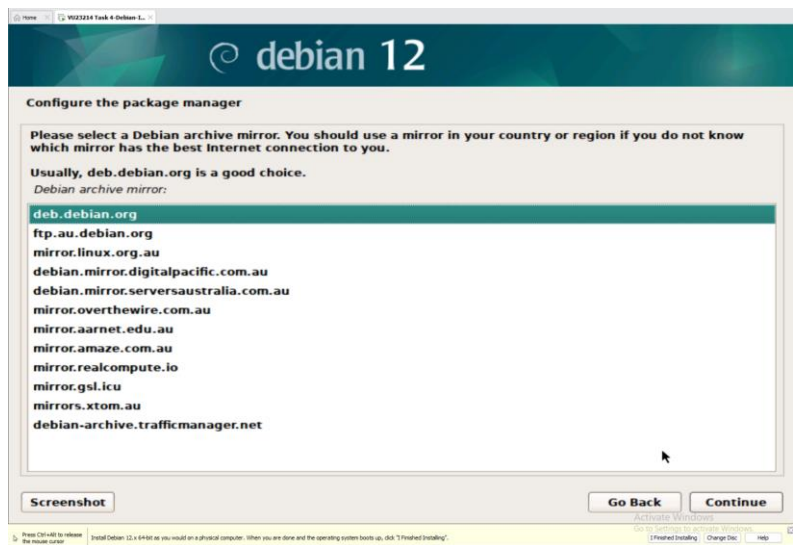 Home
VU23214 Task 4-Debian-I...
debian 12
Configure the package manager
Please select a Debian archive mirror. You should use a mirror in your country or region if you do not know
which mirror has the best Internet connection to you.
Usually, deb.debian.org is a good choice.
Debian archive mirror:
deb.debian.org
ftp.au.debian.org
mirror.linux.org.au
debian.mirror.digitalpacific.com.au
debian.mirror.serversaustralia.com.au
mirror.overthewire.com.au
mirror.aarnet.edu.au
mirror.amaze.com.au
mirror.realcompute.io
mirror.gsl.icu
mirrors.xtom.au
debian-archive.trafficmanager.net
Screenshot
Go Back
Continue
Activate Windows
Go to Settings to activate Windows.
Press Ctrl+Alt to release
the mouse cursor
Install Debian 12.x 64-bit as you would on a physical computer. When you are done and the operating system boots up, click "I Finished Installing".
I Finished Installing
Change Disc
Help